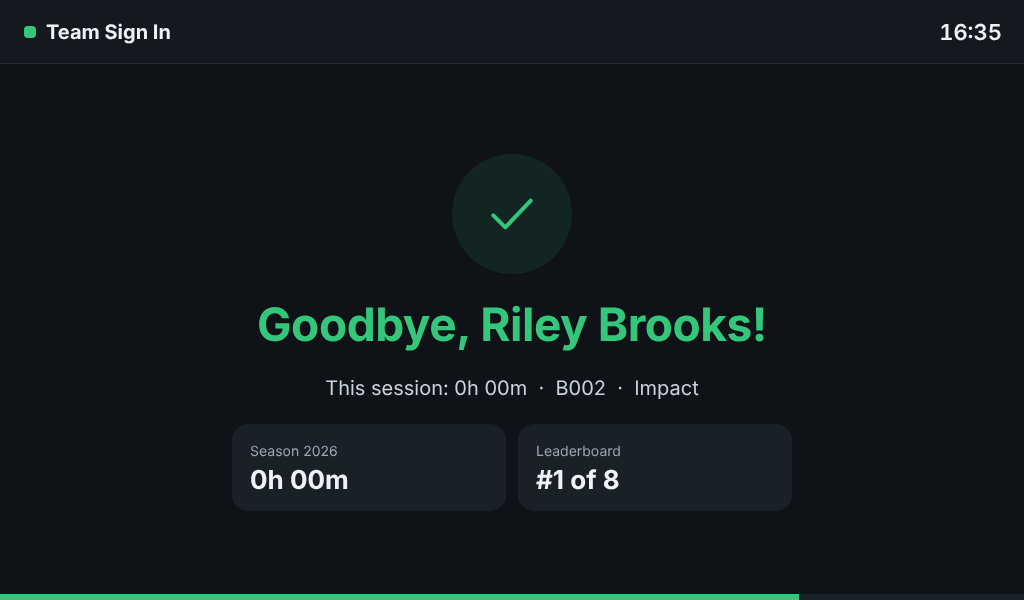 Team Sign In
16:35
Goodbye, Riley Brooks!
This session: 0h 00m · B002 · Impact
Season 2026
0h 00m
Leaderboard
#1 of 8